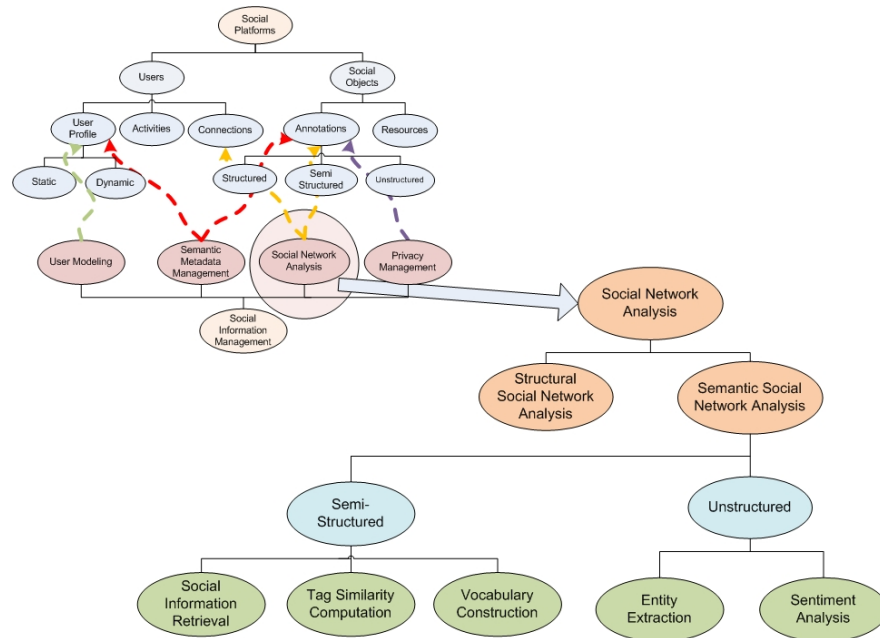 Social
Platforms
Users
Social
Objects
User
Profile
Activities
Connections
Annotations
Resources
Static
Dynamic
Structured
Semi
Structured
Unstructured
User Modeling
Semantic
Metadata
Management
Social Network
Analysis
Privacy
Management
Social
Information
Management
Social Network
Analysis
Structural
Social Network
Analysis
Semantic Social
Network Analysis
Semi-
Structured
Unstructured
Social
Information
Retrieval
Tag Similarity
Computation
Vocabulary
Construction
Entity
Extraction
Sentiment
Analysis